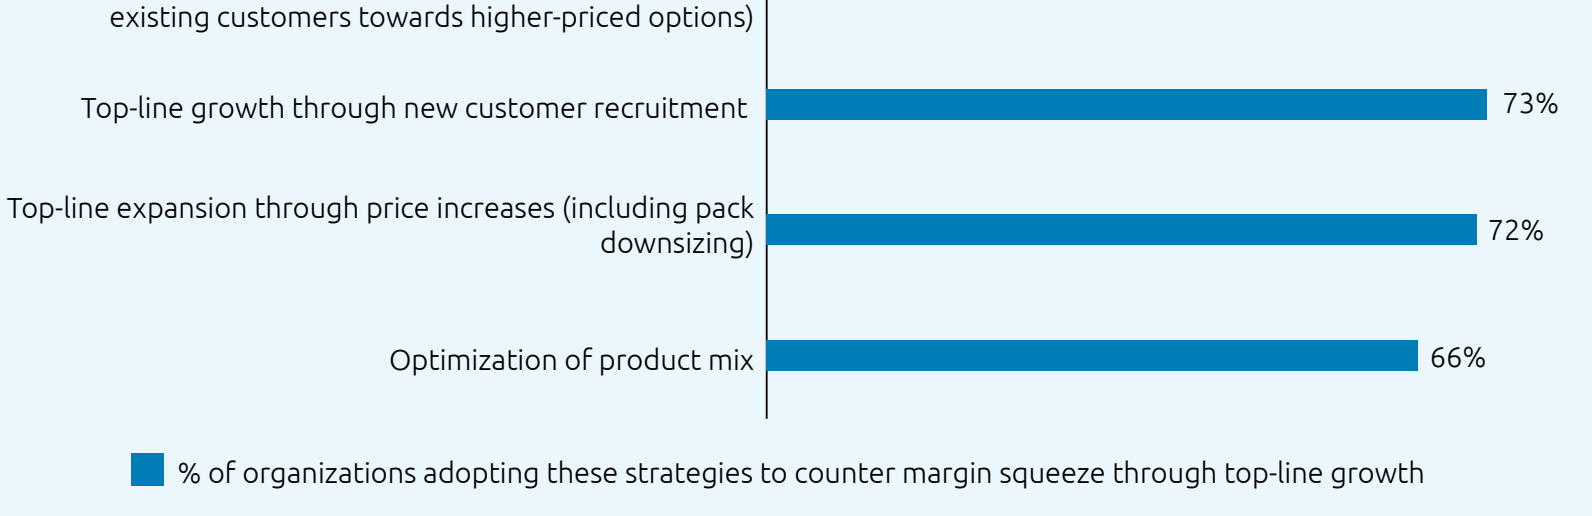 existing customers towards higher-priced options)
Top-line growth through new customer recruitment
73%
Top-line expansion through price increases (including pack
downsizing)
72%
Optimization of product mix
66%
% of organizations adopting these strategies to counter margin squeeze through top-line growth